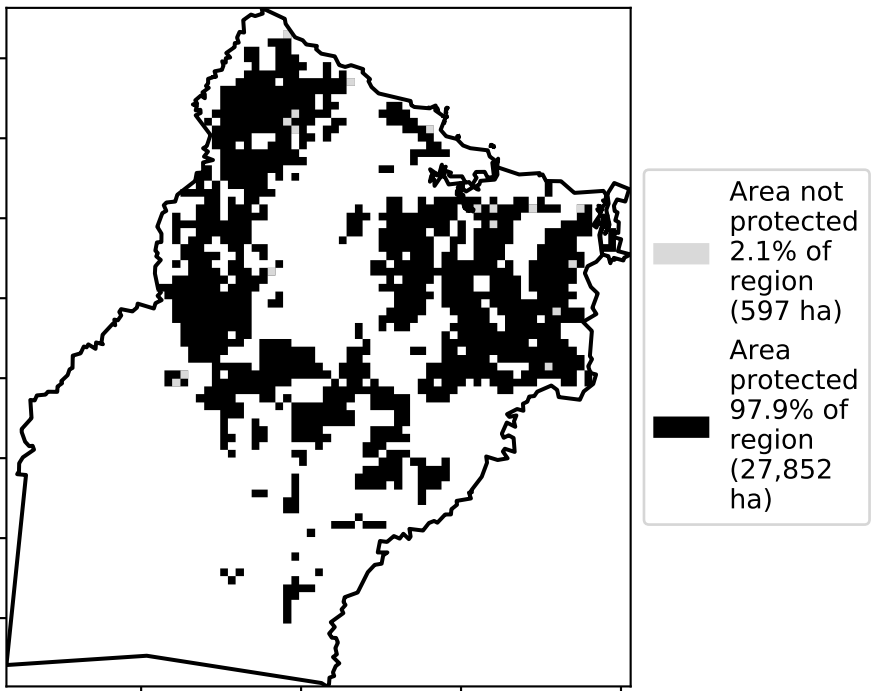 Area not
protected
2.1% of
region
(597 ha)
Area
protected
97.9% of
region
(27,852
ha)